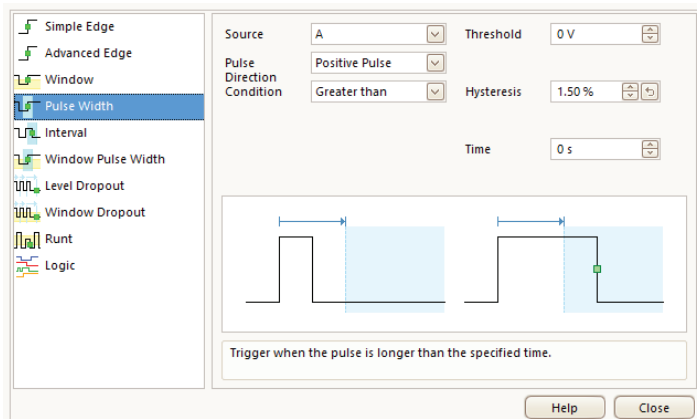 Simple Edge
Advanced Edge
Window
Pulse Width
Interval
Window Pulse Width
Level Dropout
Window Dropout
Runt
Logic
Source A Threshold 0 V
Pulse Direction Positive Pulse
Condition Greater than Hysteresis 1.50 %
Time 0 s
Trigger when the pulse is longer than the specified time.
Help Close